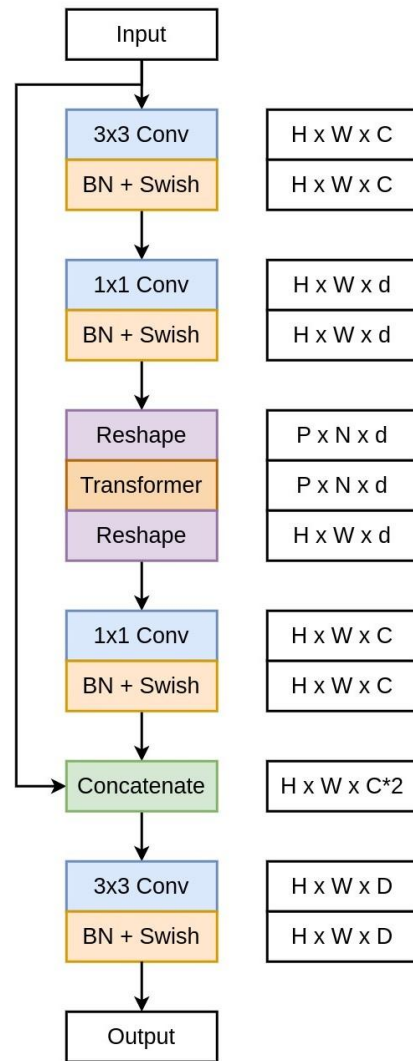 Input
3x3 Conv H x W x C
BN + Swish H x W x C
1x1 Conv H x W x d
BN + Swish H x W x d
Reshape P x N x d
Transformer P x N x d
Reshape H x W x d
1x1 Conv H x W x C
BN + Swish H x W x C
Concatenate H x W x C*2
3x3 Conv H x W x D
BN + Swish H x W x D
Output